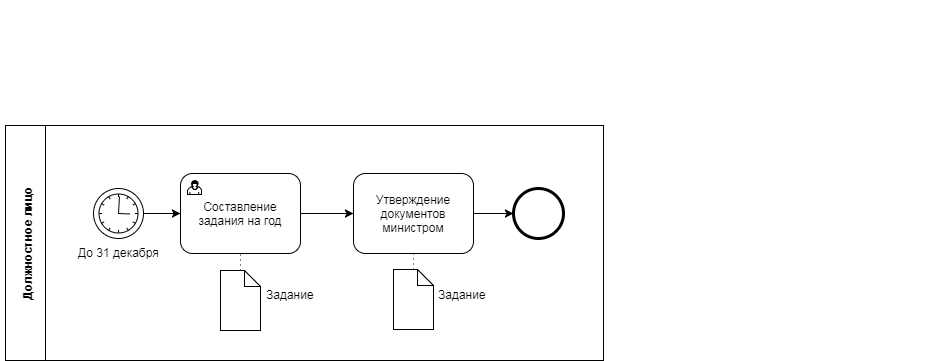 Должностное лицо
До 31 декабря
Составление
задания на год
Утверждение
документов
министром
Задание
Задание